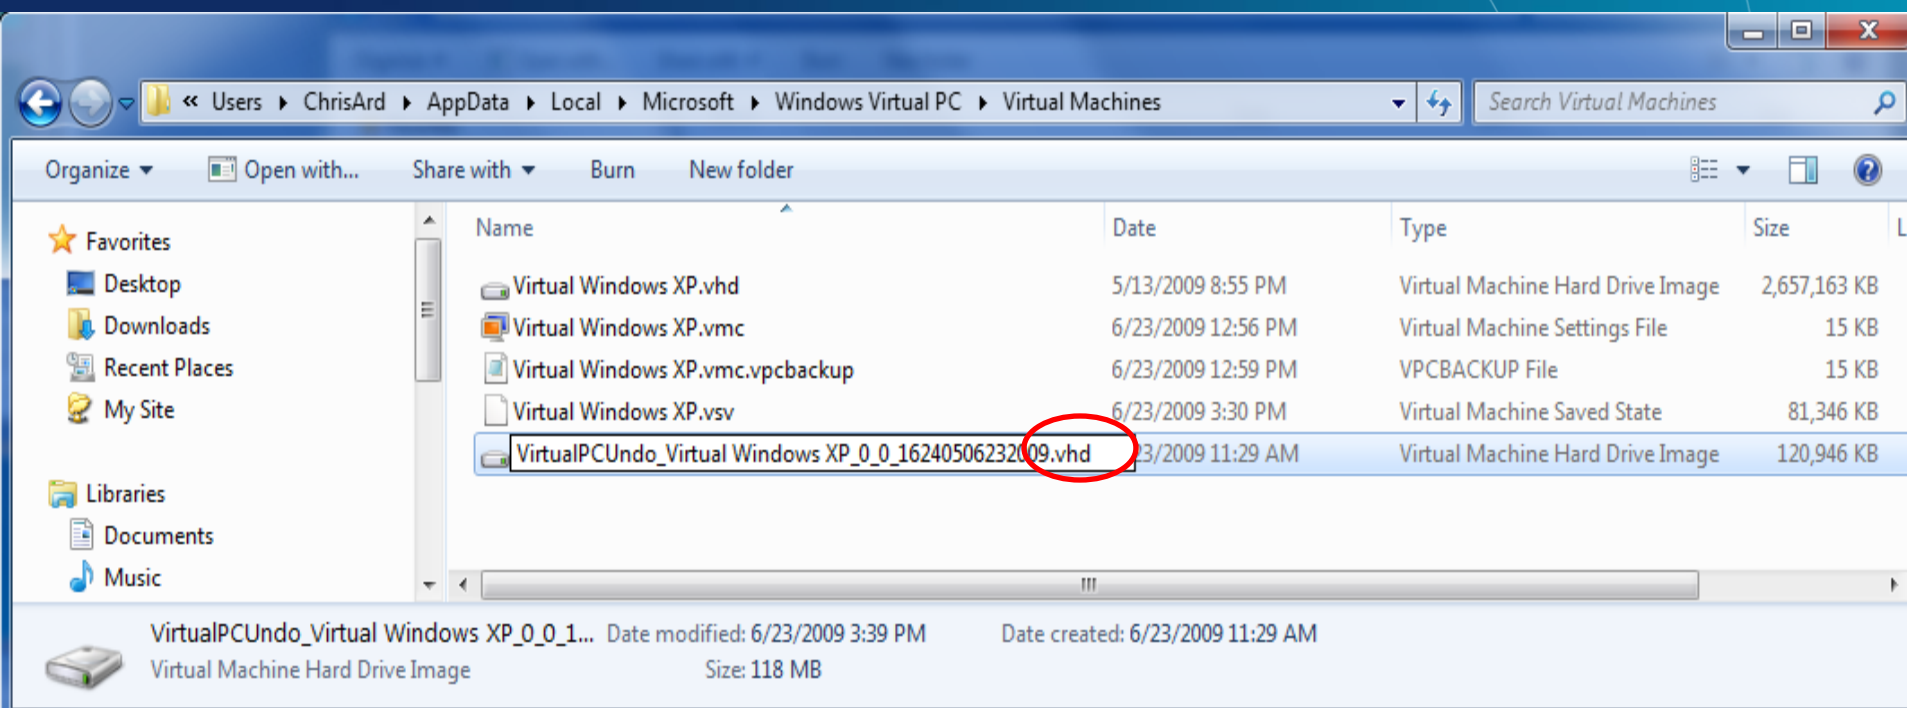 « Users ▸ ChrisArd ▸ AppData ▸ Local ▸ Microsoft ▸ Windows Virtual PC ▸ Virtual Machines Search Virtual Machines
Organize Open with... Share with Burn New folder
Name Date Type Size L
Favorites
Desktop Virtual Windows XP.vhd 5/13/2009 8:55 PM Virtual Machine Hard Drive Image 2,657,163 KB
Downloads Virtual Windows XP.vmc 6/23/2009 12:56 PM Virtual Machine Settings File 15 KB
Recent Places Virtual Windows XP.vmc.vpcbackup 6/23/2009 12:59 PM VPCBACKUP File 15 KB
My Site Virtual Windows XP.vsv 6/23/2009 3:30 PM Virtual Machine Saved State 81,346 KB
VirtualPCUndo_Virtual Windows XP_0_0_16240506232009.vhd 23/2009 11:29 AM Virtual Machine Hard Drive Image 120,946 KB
Libraries
Documents
Music
VirtualPCUndo_Virtual Windows XP_0_0_1... Date modified: 6/23/2009 3:39 PM Date created: 6/23/2009 11:29 AM
Virtual Machine Hard Drive Image Size: 118 MB